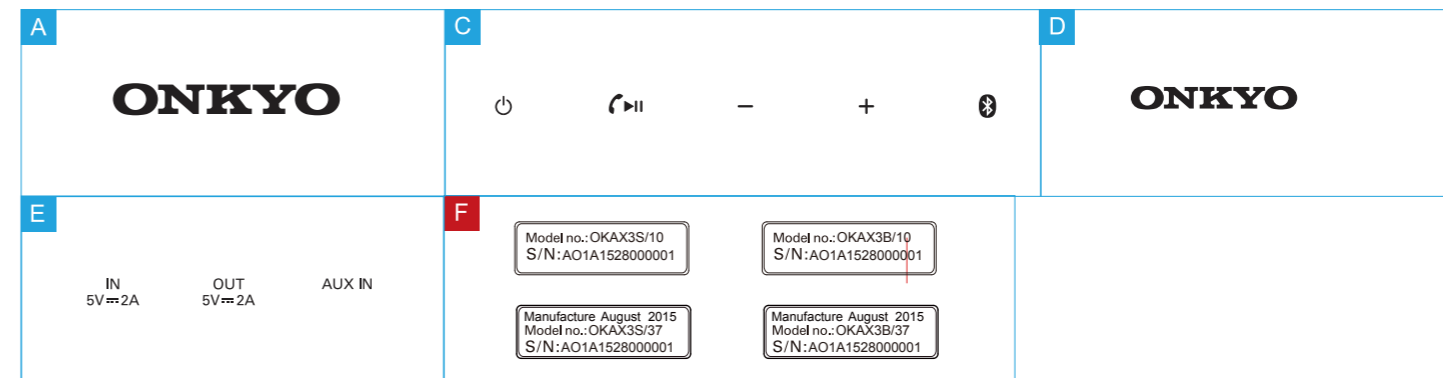 A
ONKYO
C
D
ONKYO
E
IN
5V⎓2A
OUT
5V⎓2A
AUX IN
F
Model no.:OKAX3S/10
S/N:AO1A1528000001
Model no.:OKAX3B/10
S/N:AO1A1528000001
Manufacture August 2015
Model no.:OKAX3S/37
S/N:AO1A1528000001
Manufacture August 2015
Model no.:OKAX3B/37
S/N:AO1A1528000001